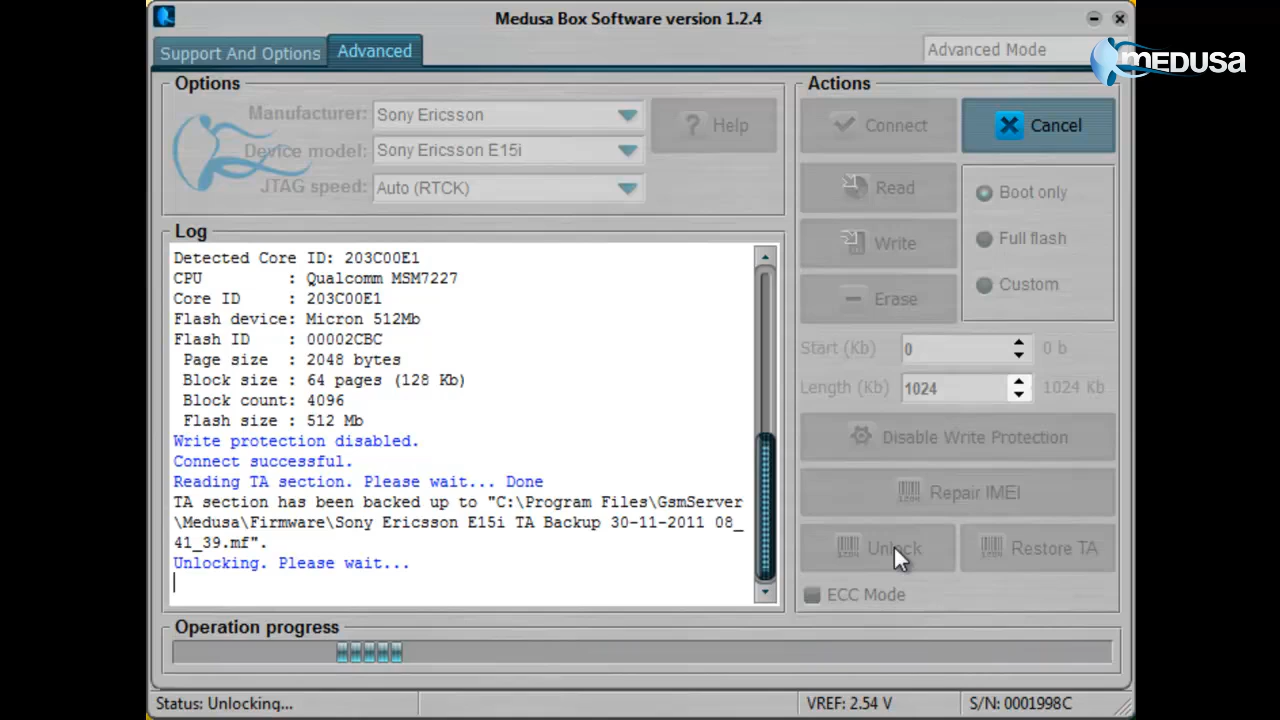 Medusa Box Software version 1.2.4
Support And Options
Advanced
Advanced Mode
MEDUSA
Options
Manufacturer: Sony Ericsson
Help
Device model: Sony Ericsson E15i
JTAG speed: Auto (RTCK)
Log
Detected Core ID: 203C00E1
CPU : Qualcomm MSM7227
Core ID : 203C00E1
Flash device: Micron 512Mb
Flash ID : 00002CBC
Page size : 2048 bytes
Block size : 64 pages (128 Kb)
Block count: 4096
Flash size : 512 Mb
Write protection disabled.
Connect successful.
Reading TA section. Please wait... Done
TA section has been backed up to "C:\Program Files\GsmServer
\Medusa\Firmware\Sony Ericsson E15i TA Backup 30-11-2011 08_
41_39.mf".
Unlocking. Please wait...
Actions
Connect
Cancel
Read
Boot only
Write
Full flash
Erase
Custom
Start (Kb) 0 0 b
Length (Kb) 1024 1024 Kb
Disable Write Protection
Repair IMEI
Unlock
Restore TA
ECC Mode
Operation progress
Status: Unlocking...
VREF: 2.54 V
S/N: 0001998C